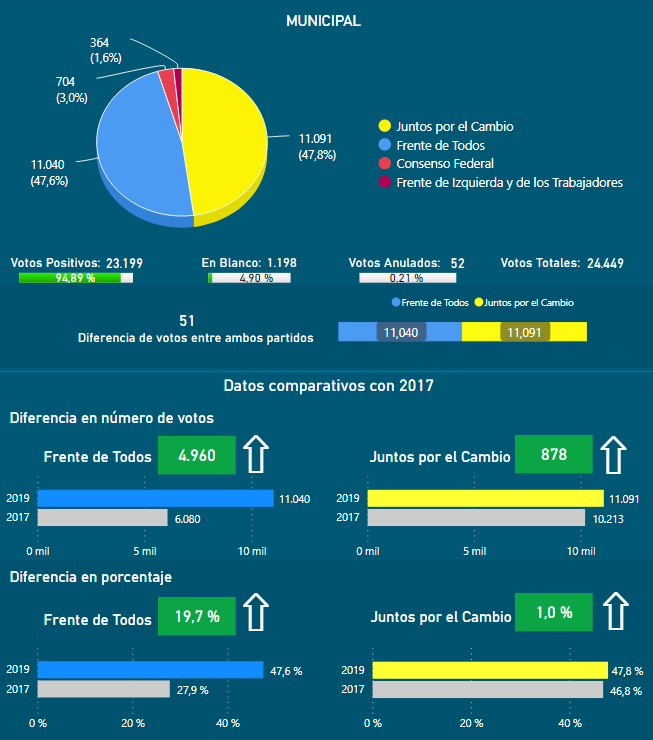 MUNICIPAL
364
(1,6%)
704
(3,0%)
11.040
(47,6%)
11.091
(47,8%)
Juntos por el Cambio
Frente de Todos
Consenso Federal
Frente de Izquierda y de los Trabajadores
Votos Positivos: 23.199
94,89 %
En Blanco: 1.198
4,90 %
Votos Anulados: 52
0,21 %
Votos Totales: 24.449
51
Diferencia de votos entre ambos partidos
Frente de Todos Juntos por el Cambio
11,040 11,091
Datos comparativos con 2017
Diferencia en número de votos
Frente de Todos 4.960
2019 11.040
2017 6.080
0 mil 5 mil 10 mil
Juntos por el Cambio 878
2019 11.091
2017 10.213
0 mil 5 mil 10 mil
Diferencia en porcentaje
Frente de Todos 19,7 %
2019 47,6 %
2017 27,9 %
0 % 20 % 40 %
Juntos por el Cambio 1,0 %
2019 47,8 %
2017 46,8 %
0 % 20 % 40 %